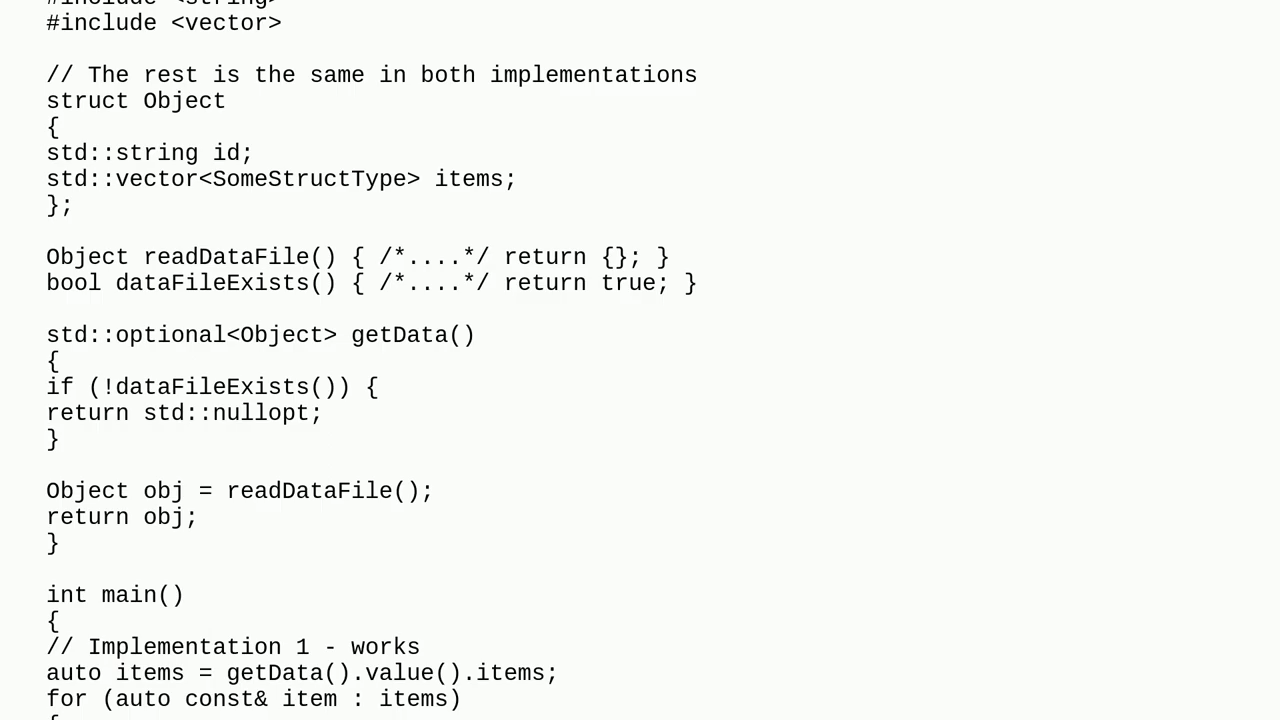 #include <string>
#include <vector>
// The rest is the same in both implementations
struct Object
{
std::string id;
std::vector<SomeStructType> items;
};
Object readDataFile() { /*....*/ return {}; }
bool dataFileExists() { /*....*/ return true; }
std::optional<Object> getData()
{
if (!dataFileExists()) {
return std::nullopt;
}
Object obj = readDataFile();
return obj;
}
int main()
{
// Implementation 1 - works
auto items = getData().value().items;
for (auto const& item : items)
{